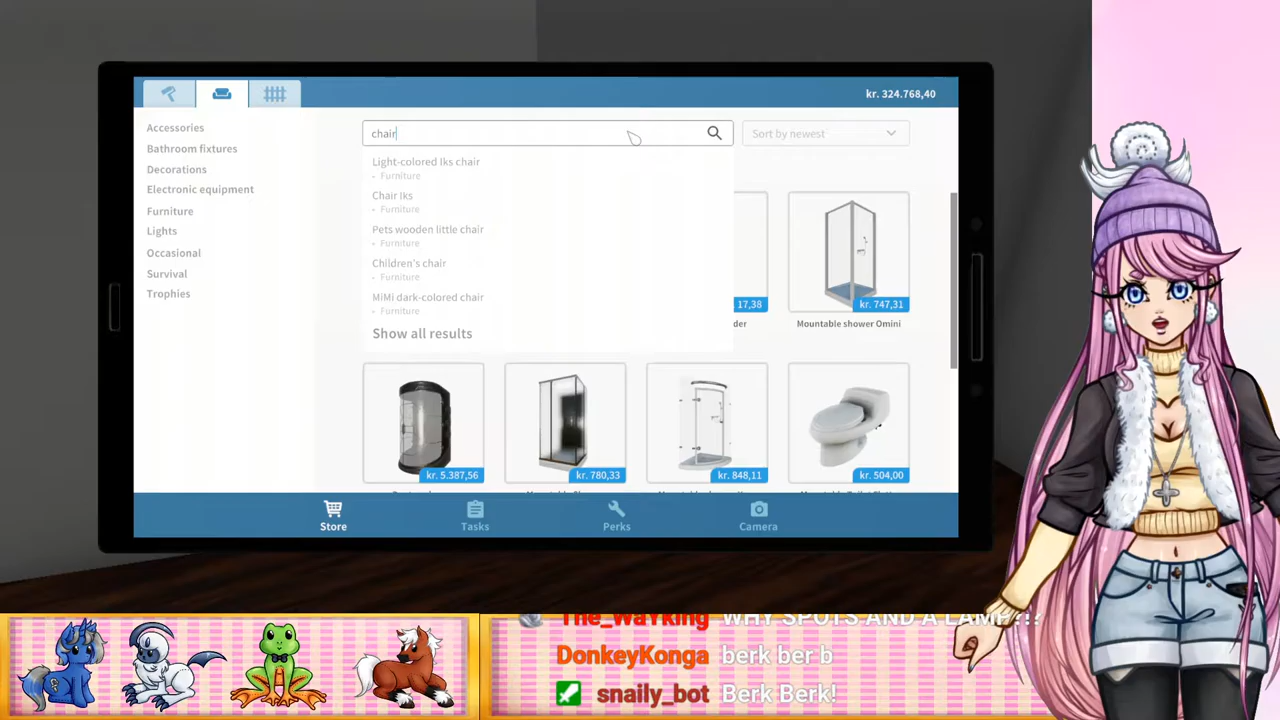 kr. 324.768,40
chair
Sort by newest
Accessories
Bathroom fixtures
Decorations
Electronic equipment
Furniture
Lights
Occasional
Survival
Trophies
Light-colored Iks chair
- Furniture
Chair Iks
- Furniture
Pets wooden little chair
- Furniture
Children's chair
- Furniture
MiMi dark-colored chair
- Furniture
Show all results
17,38
kr. 747,31
der
Mountable shower Omini
kr. 5.387,56
kr. 780,33
kr. 848,11
kr. 504,00
Store
Tasks
Perks
Camera
The_waYking WHY SPOTS AND A LAMP?!?
DonkeyKonga berk ber b
snaily_bot Berk Berk!